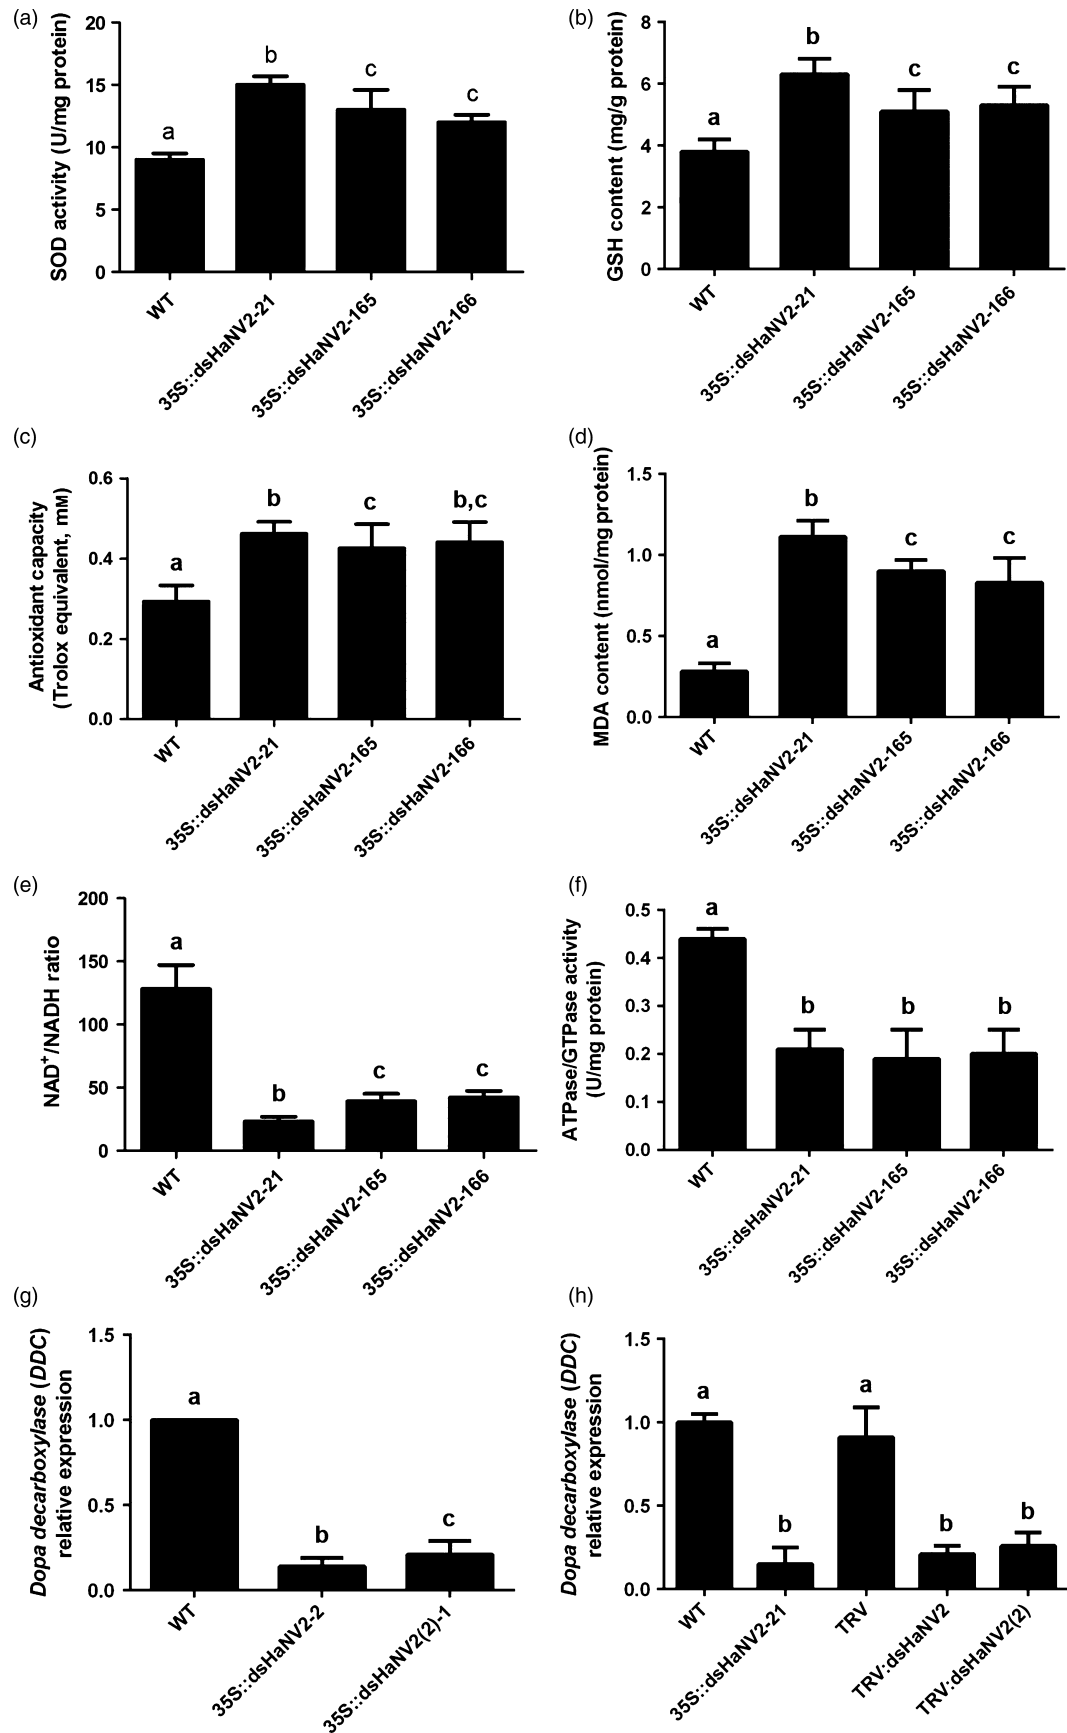 (a)
SOD activity (U/mg protein)
20
15
10
5
0
a
b
c
c
WT
35S::dsHaNV2-21
35S::dsHaNV2-165
35S::dsHaNV2-166
(b)
GSH content (mg/g protein)
8
6
4
2
0
a
b
c
c
WT
35S::dsHaNV2-21
35S::dsHaNV2-165
35S::dsHaNV2-166
(c)
Antioxidant capacity
(Trolox equivalent, mM)
0.6
0.4
0.2
0.0
a
b
c
b,c
WT
35S::dsHaNV2-21
35S::dsHaNV2-165
35S::dsHaNV2-166
(d)
MDA content (nmol/mg protein)
1.5
1.0
0.5
0.0
a
b
c
c
WT
35S::dsHaNV2-21
35S::dsHaNV2-165
35S::dsHaNV2-166
(e)
NAD⁺/NADH ratio
200
150
100
50
0
a
b
c
c
WT
35S::dsHaNV2-21
35S::dsHaNV2-165
35S::dsHaNV2-166
(f)
ATPase/GTPase activity
(U/mg protein)
0.5
0.4
0.3
0.2
0.1
0.0
a
b
b
b
WT
35S::dsHaNV2-21
35S::dsHaNV2-165
35S::dsHaNV2-166
(g)
Dopa decarboxylase (DDC)
relative expression
1.5
1.0
0.5
0.0
a
b
c
WT
35S::dsHaNV2-2
35S::dsHaNV2(2)-1
(h)
Dopa decarboxylase (DDC)
relative expression
1.5
1.0
0.5
0.0
a
b
a
b
b
WT
35S::dsHaNV2-21
TRV
TRV:dsHaNV2
TRV:dsHaNV2(2)